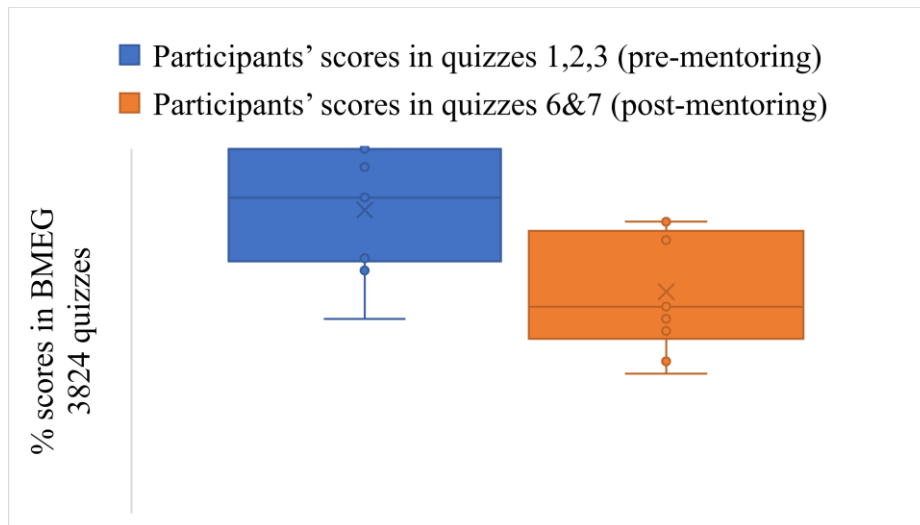 Participants’ scores in quizzes 1,2,3 (pre-mentoring)
Participants’ scores in quizzes 6&7 (post-mentoring)
% scores in BMEG
3824 quizzes